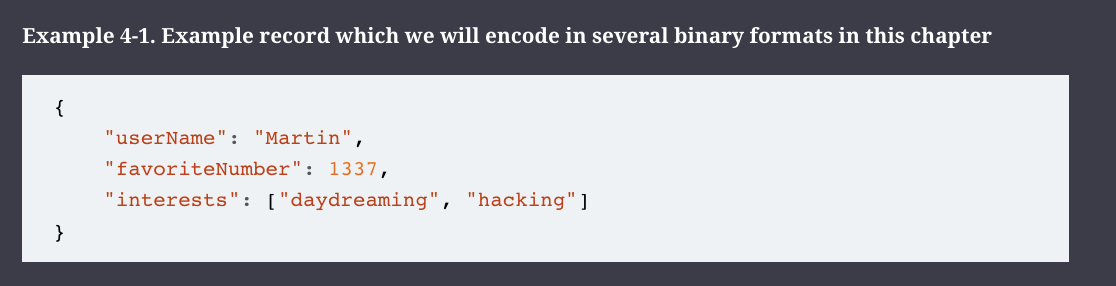 Example 4-1. Example record which we will encode in several binary formats in this chapter
{
    "userName": "Martin",
    "favoriteNumber": 1337,
    "interests": ["daydreaming", "hacking"]
}